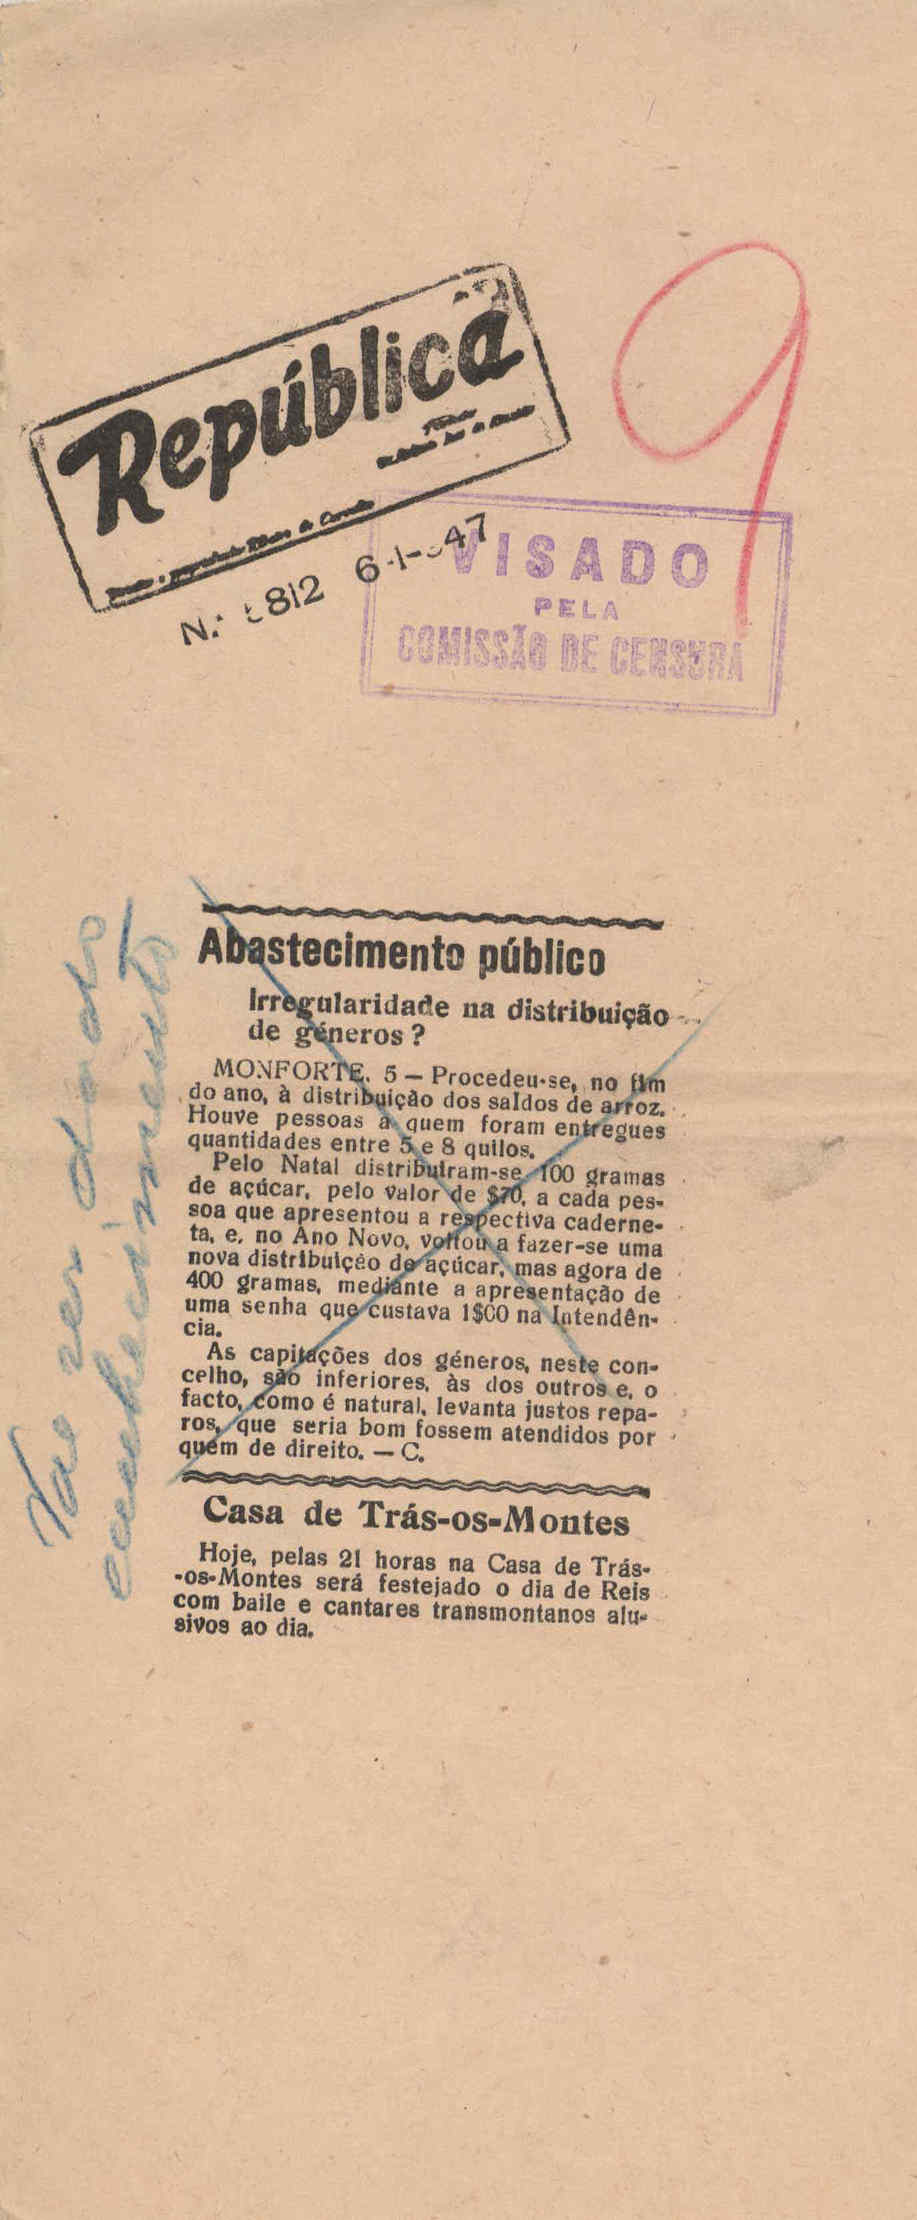 República
N.º 812 6-1-947
9
VISADO
PELA
COMISSÃO DE CENSURA
Vae ser dado
conhecimento
Abastecimento público
Irregularidade na distribuição
de géneros?
MONFORTE, 5 — Procedeu-se, no fim
do ano, à distribuição dos saldos de arroz.
Houve pessoas a quem foram entregues
quantidades entre 5 e 8 quilos.
Pelo Natal distribuíram-se 100 gramas
de açúcar, pelo valor de $70, a cada pes-
soa que apresentou a respectiva caderne-
ta, e, no Ano Novo, voltou a fazer-se uma
nova distribuição de açúcar, mas agora de
400 gramas, mediante a apresentação de
uma senha que custava 1$00 na Intendên-
cia.
As capitações dos géneros, neste con-
celho, são inferiores, às dos outros e, o
facto, como é natural, levanta justos repa-
ros, que seria bom fossem atendidos por
quem de direito. — C.
Casa de Trás-os-Montes
Hoje, pelas 21 horas na Casa de Trás-
-os-Montes será festejado o dia de Reis
com baile e cantares transmontanos alu-
sivos ao dia.